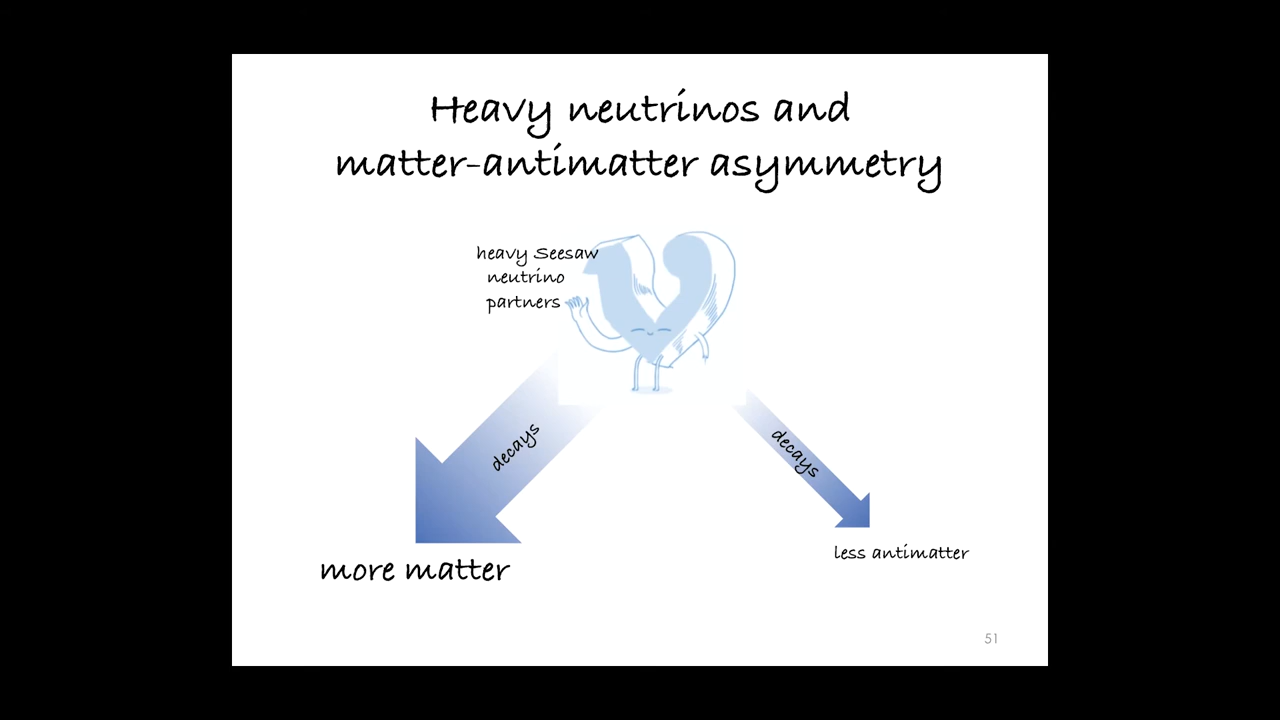 Heavy neutrinos and
matter-antimatter asymmetry
heavy Seesaw
neutrino
partners
decays
decays
more matter
less antimatter
51